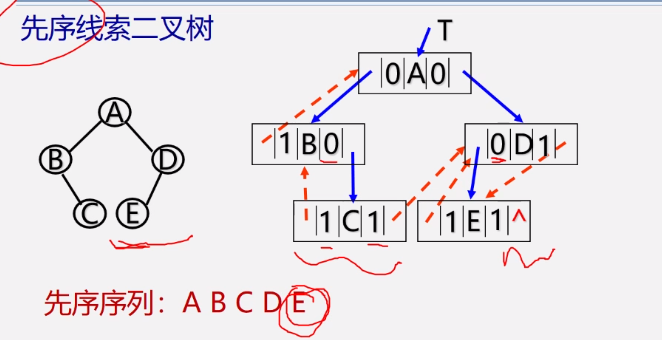 先序线索二叉树
T
0 A 0
A
1 B 0
0 D 1
B
D
C
E
1 C 1
1 E 1 ^
先序序列：A B C D E